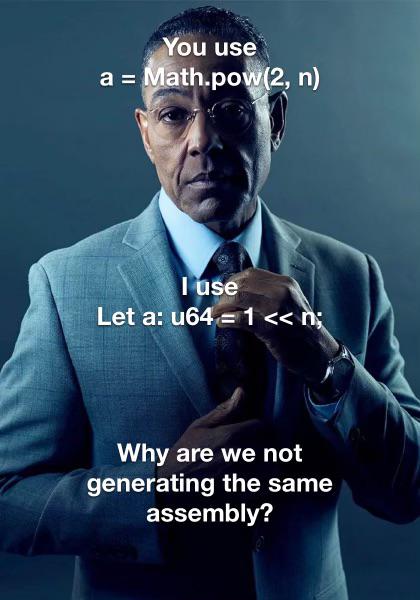 You use
a = Math.pow(2, n)
I use
Let a: u64 = 1 << n;
Why are we not
generating the same
assembly?